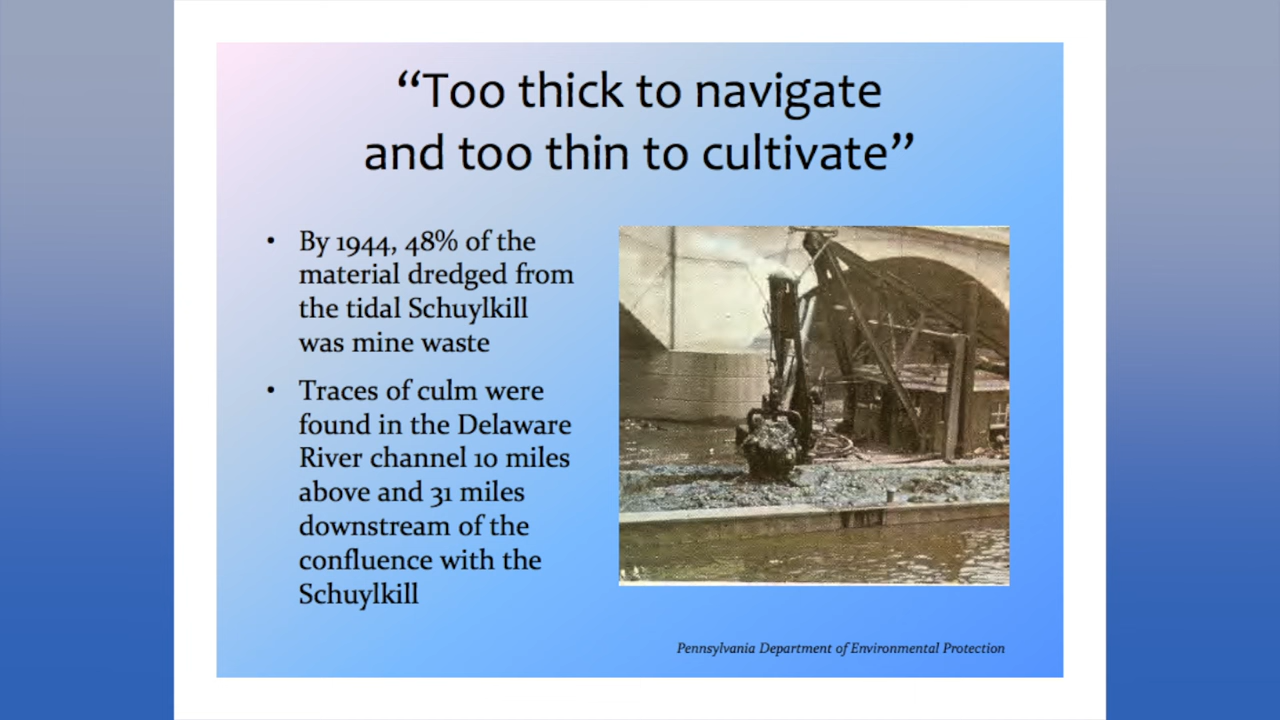 “Too thick to navigate
and too thin to cultivate”
• By 1944, 48% of the
material dredged from
the tidal Schuylkill
was mine waste
• Traces of culm were
found in the Delaware
River channel 10 miles
above and 31 miles
downstream of the
confluence with the
Schuylkill
Pennsylvania Department of Environmental Protection